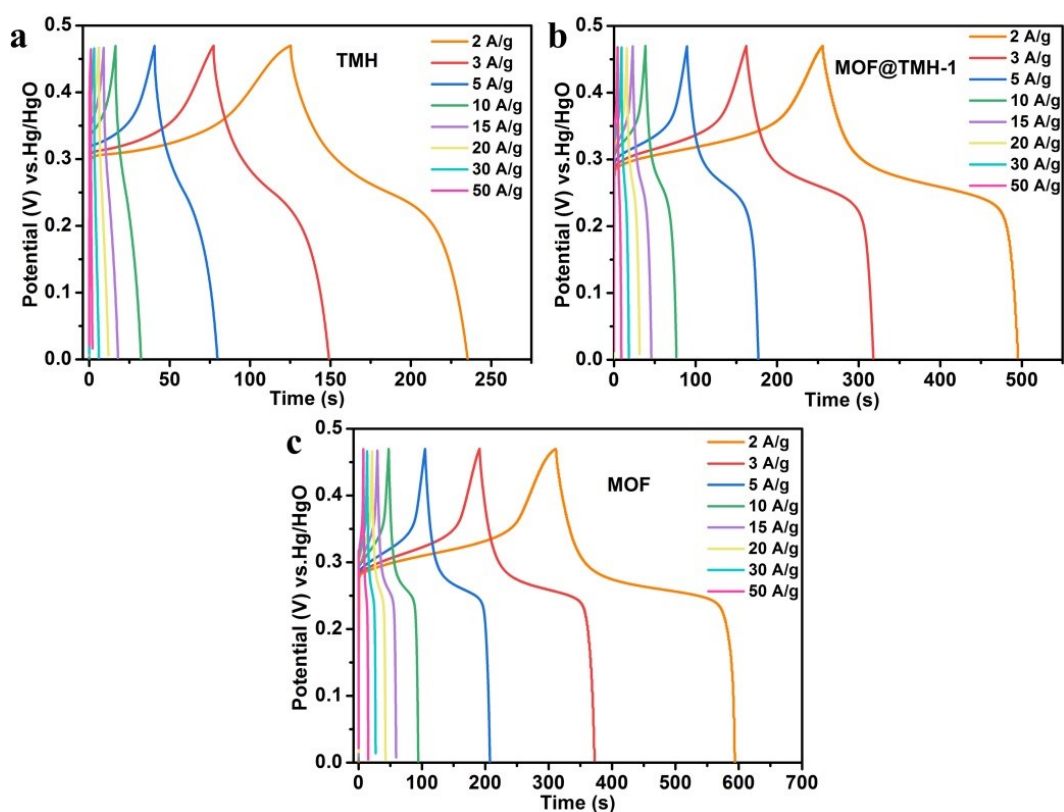 a
TMH
0.5
0.4
0.3
0.2
0.1
0.0
Potential (V) vs.Hg/HgO
2 A/g
3 A/g
5 A/g
10 A/g
15 A/g
20 A/g
30 A/g
50 A/g
0 50 100 150 200 250
Time (s)
b
MOF@TMH-1
0.5
0.4
0.3
0.2
0.1
0.0
Potential (V) vs.Hg/HgO
2 A/g
3 A/g
5 A/g
10 A/g
15 A/g
20 A/g
30 A/g
50 A/g
0 100 200 300 400 500
Time (s)
c
MOF
0.5
0.4
0.3
0.2
0.1
0.0
Potential (V) vs.Hg/HgO
2 A/g
3 A/g
5 A/g
10 A/g
15 A/g
20 A/g
30 A/g
50 A/g
0 100 200 300 400 500 600 700
Time (s)